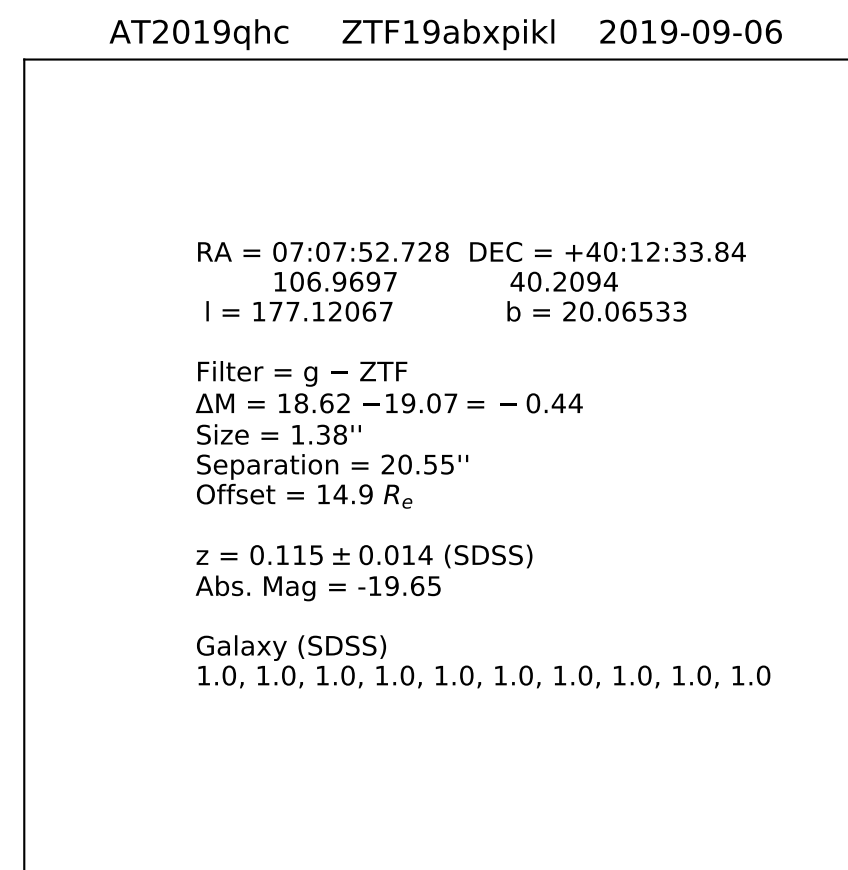 AT2019qhc ZTF19abxpikl 2019-09-06
RA = 07:07:52.728 DEC = +40:12:33.84
106.9697 40.2094
l = 177.12067 b = 20.06533
Filter = g − ZTF
ΔM = 18.62 −19.07 = − 0.44
Size = 1.38''
Separation = 20.55''
Offset = 14.9 Rₑ
z = 0.115 ± 0.014 (SDSS)
Abs. Mag = -19.65
Galaxy (SDSS)
1.0, 1.0, 1.0, 1.0, 1.0, 1.0, 1.0, 1.0, 1.0, 1.0